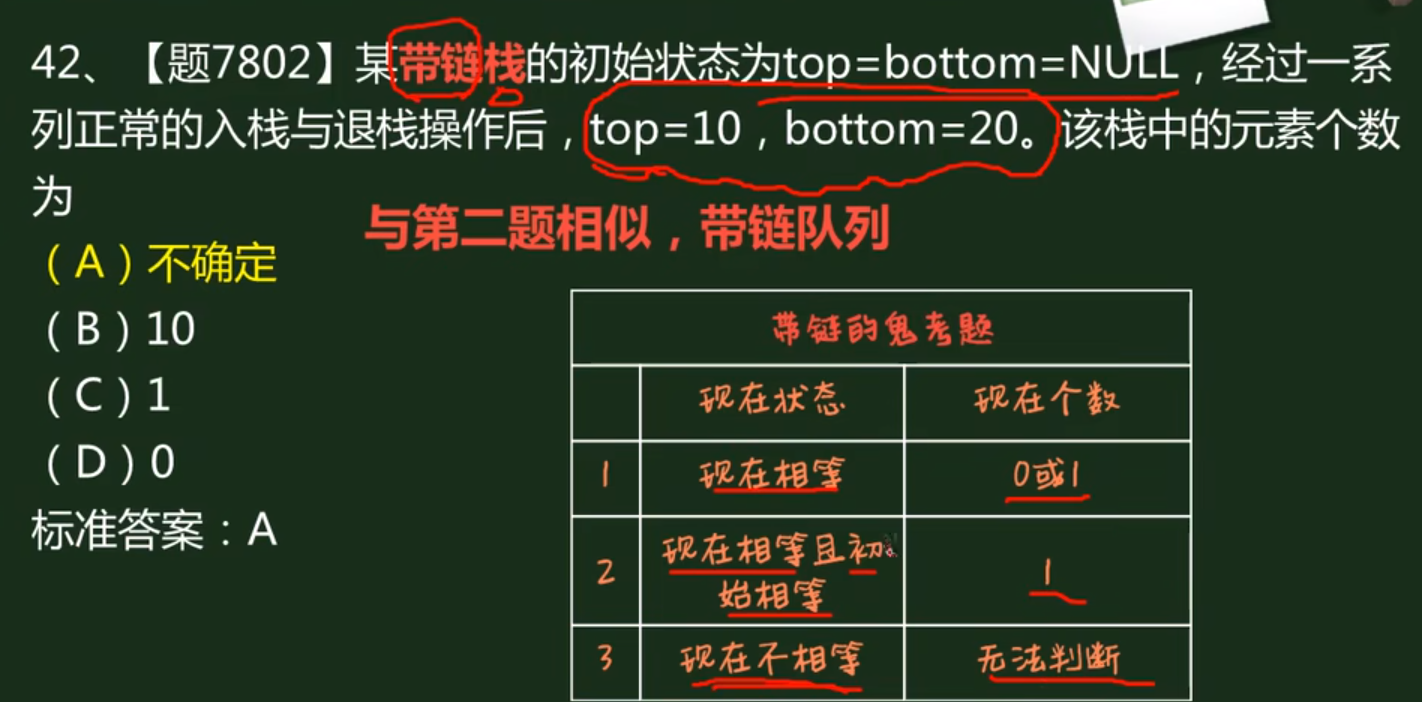 42、【题7802】某带链栈的初始状态为top=bottom=NULL，经过一系
列正常的入栈与退栈操作后，top=10，bottom=20。该栈中的元素个数
为
与第二题相似，带链队列
（A）不确定
（B）10
（C）1
（D）0
标准答案：A
带链的鬼考题
现在状态 现在个数
1 现在相等 0或1
2 现在相等且初
始相等 1
3 现在不相等 无法判断